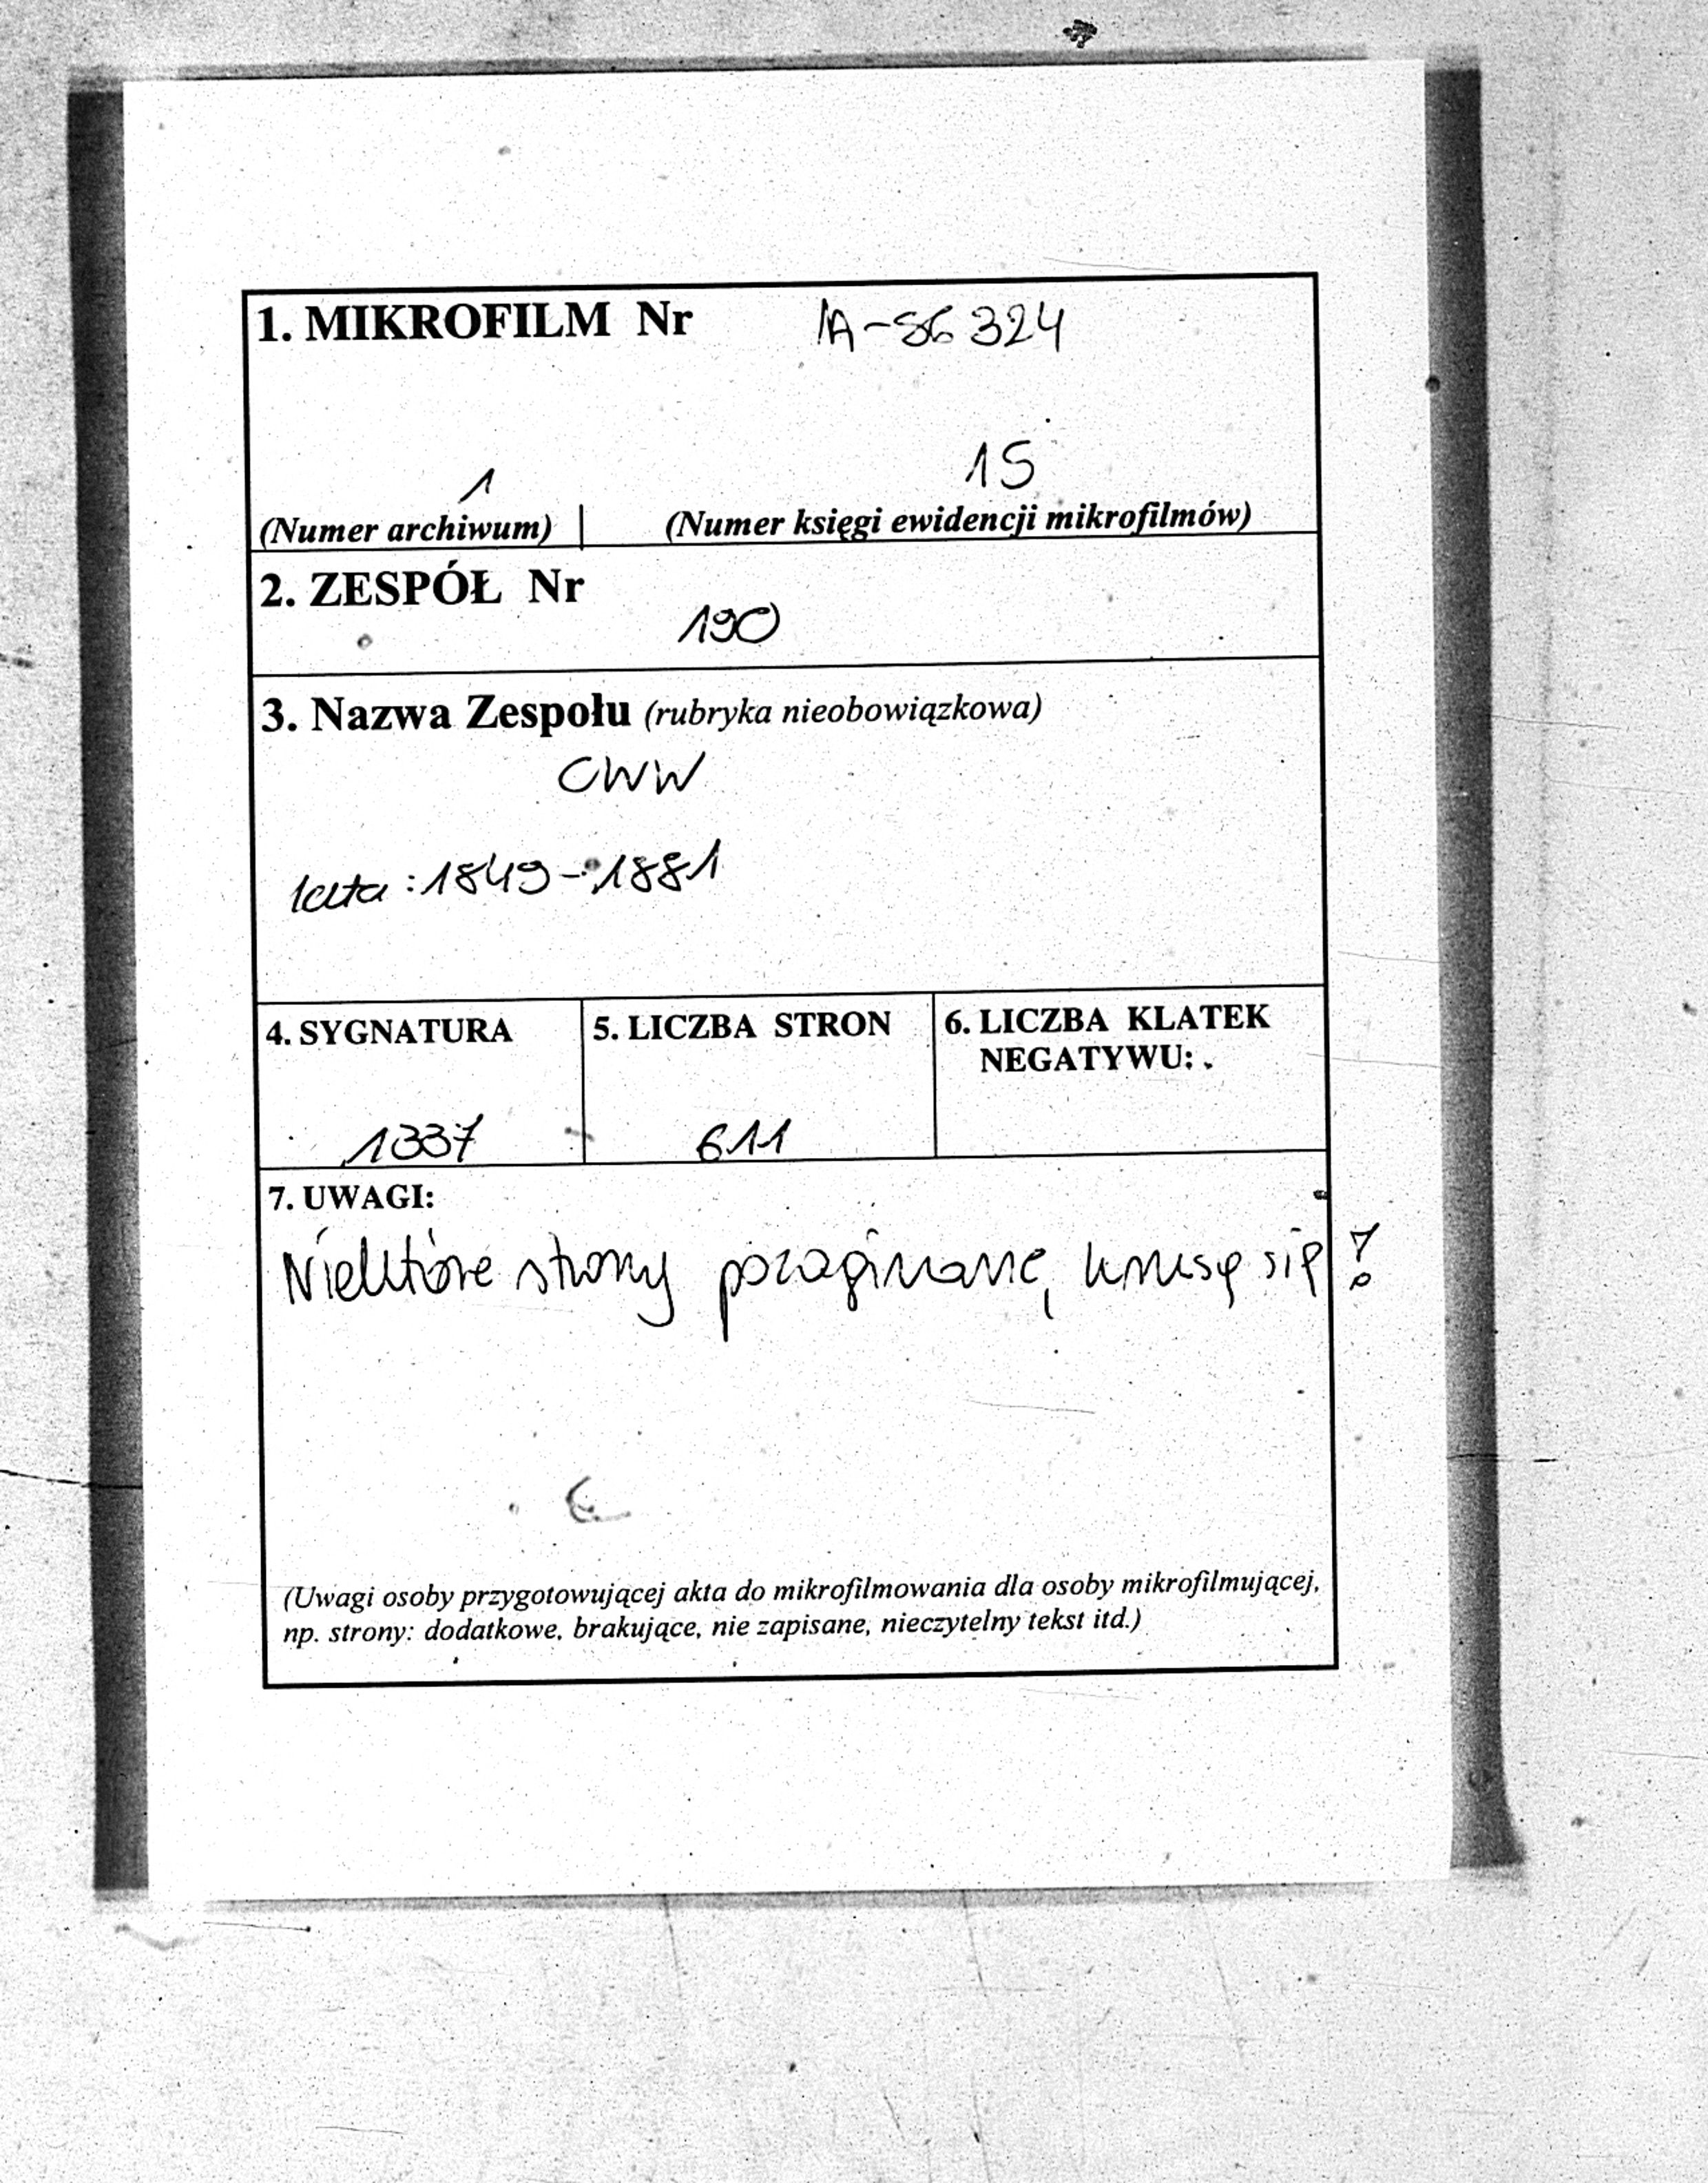 1. MIKROFILM Nr A-56324
1 15
(Numer archiwum) | (Numer księgi ewidencji mikrofilmów)
2. ZESPÓŁ Nr
190
3. Nazwa Zespołu (rubryka nieobowiązkowa)
CWW
lata : 1849 - 1881
4. SYGNATURA 5. LICZBA STRON 6. LICZBA KLATEK
NEGATYWU:
1337 611
7. UWAGI:
Niektóre strony pozaginane, kruszą się !
(Uwagi osoby przygotowującej akta do mikrofilmowania dla osoby mikrofilmującej,
np. strony: dodatkowe, brakujące, nie zapisane, nieczytelny tekst itd.)